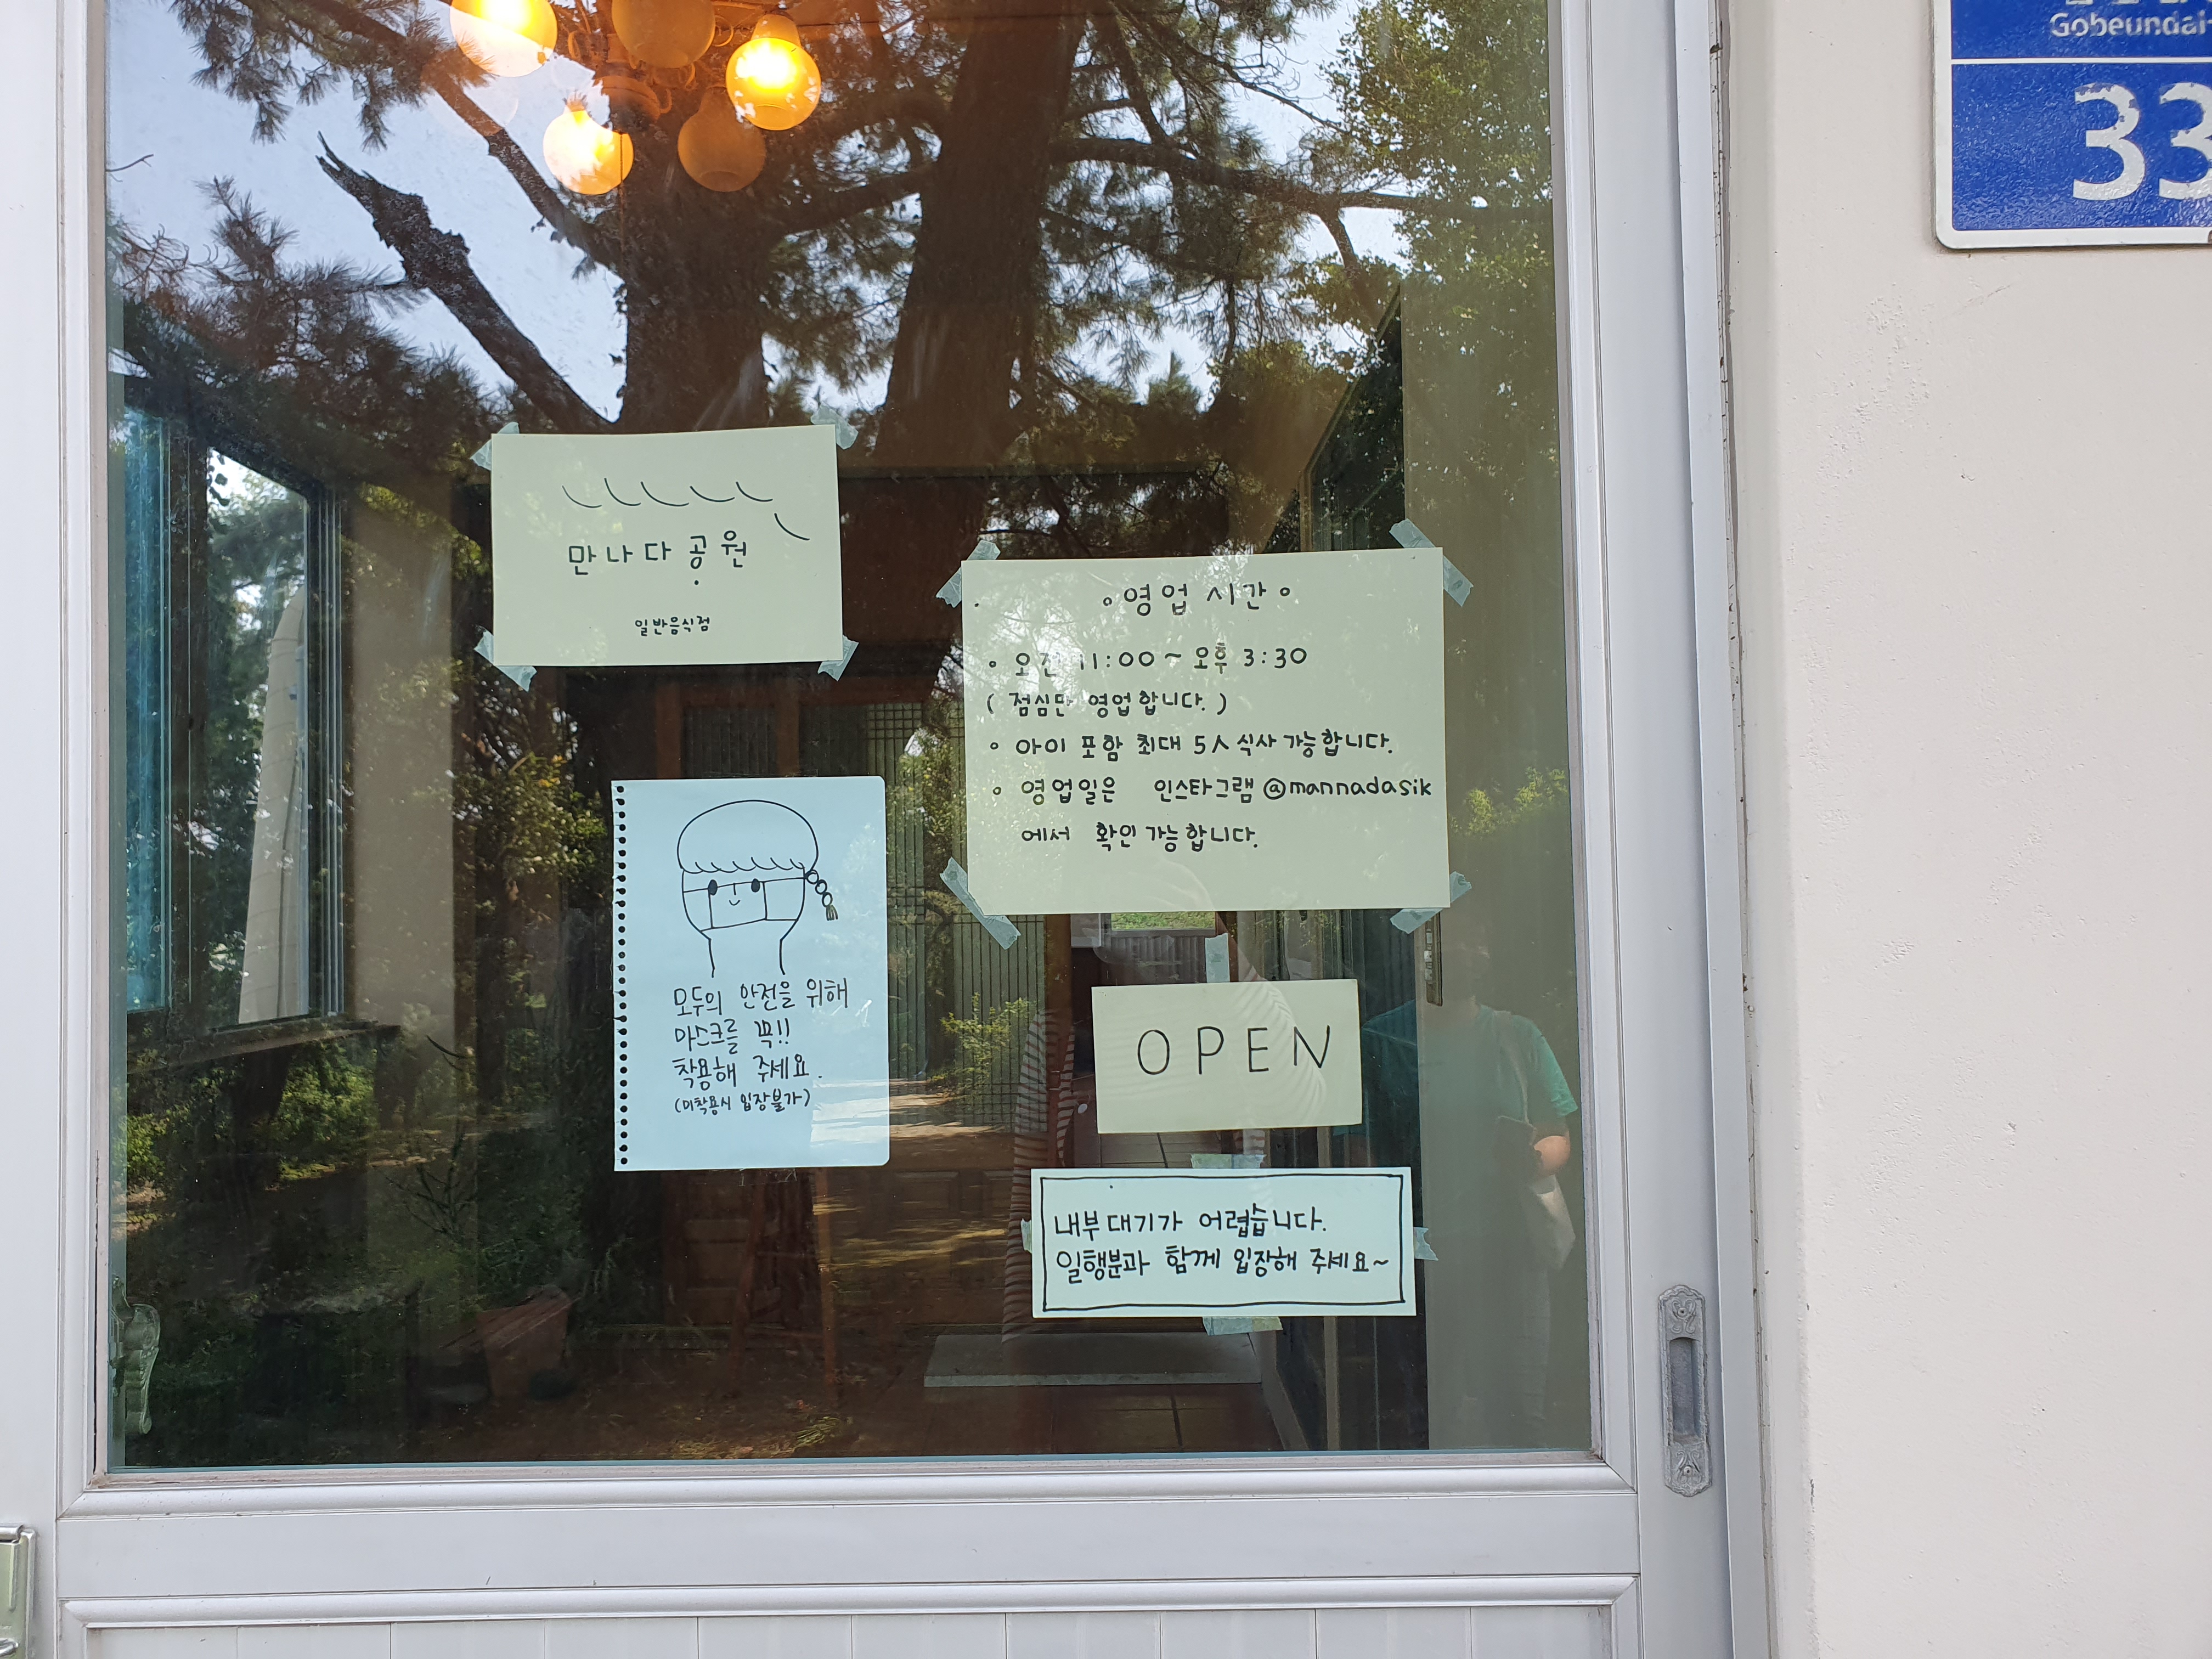 Gobeundal
33
만나다공원
일반음식점
영업시간
오전 11:00 ~ 오후 3:30
( 점심만 영업합니다. )
아이 포함 최대 5人 식사 가능합니다.
영업일은 인스타그램 @mannadasik
에서 확인 가능합니다.
모두의 안전을 위해
마스크를 꼭!!
착용해 주세요.
(미착용시 입장불가)
OPEN
내부 대기가 어렵습니다.
일행분과 함께 입장해 주세요~